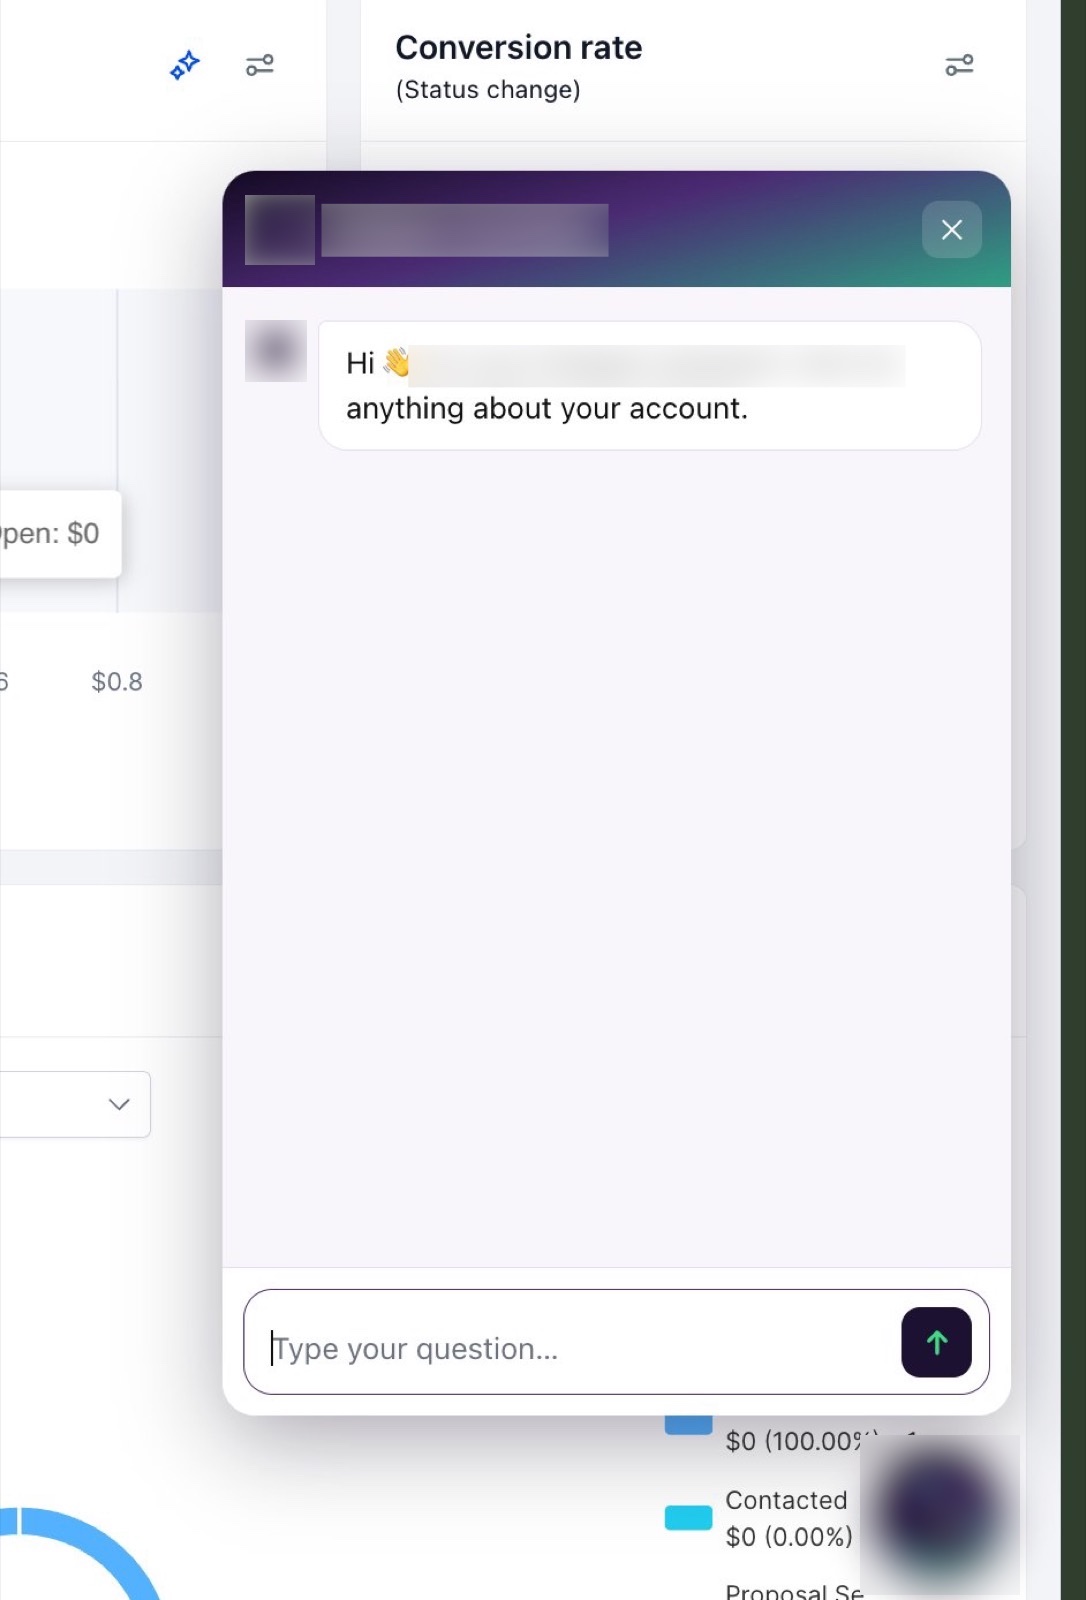 Conversion rate
(Status change)
Hi 👋
anything about your account.
pen: $0
6
$0.8
Type your question...
$0 (100.00%)
Contacted
$0 (0.00%)
Proposal Se